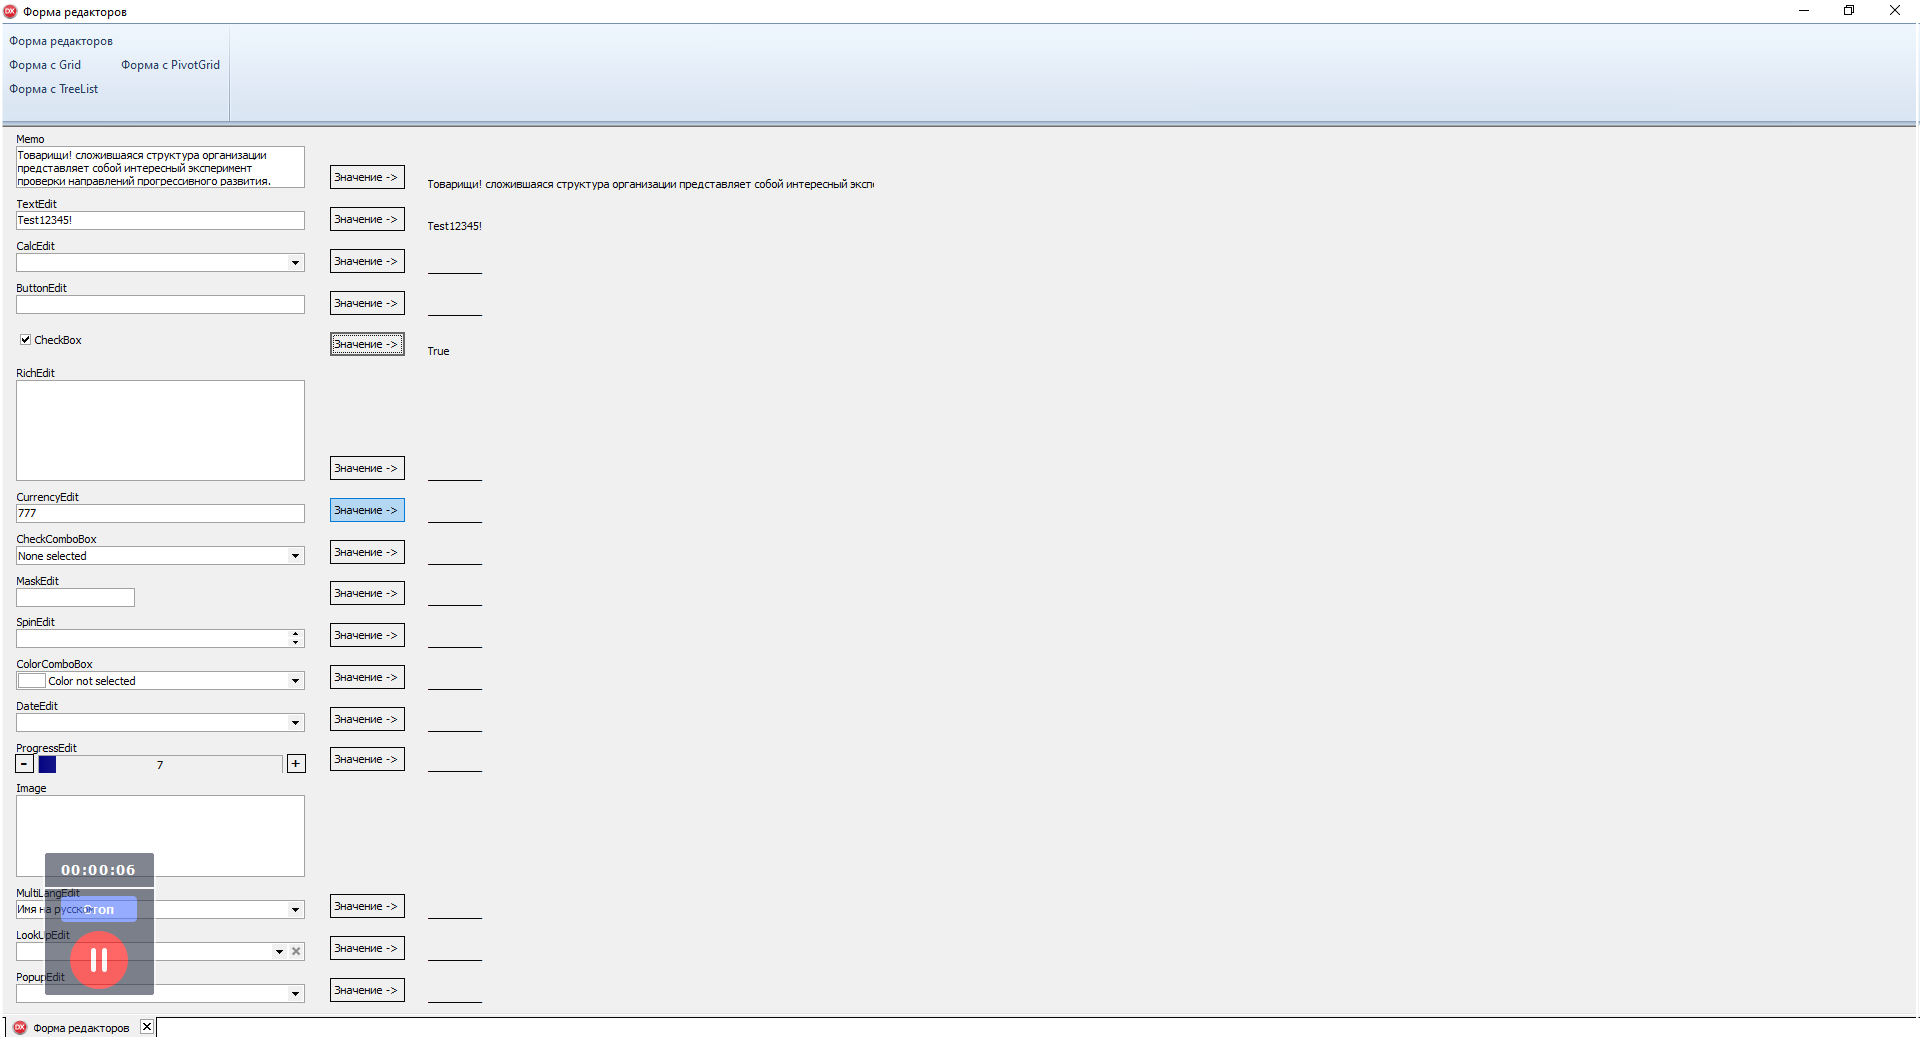 Форма редакторов
Форма редакторов
Форма с Grid
Форма с PivotGrid
Форма с TreeList
Memo
Товарищи! сложившаяся структура организации
представляет собой интересный эксперимент
проверки направлений прогрессивного развития.
Значение ->
Товарищи! сложившаяся структура организации представляет собой интересный эксп
TextEdit
Test12345!
Значение ->
Test12345!
CalcEdit
Значение ->
ButtonEdit
Значение ->
CheckBox
Значение ->
True
RichEdit
Значение ->
CurrencyEdit
777
Значение ->
CheckComboBox
None selected
Значение ->
MaskEdit
Значение ->
SpinEdit
Значение ->
ColorComboBox
Color not selected
Значение ->
DateEdit
Значение ->
ProgressEdit
-
7
+
Значение ->
Image
00:00:06
MultiLangEdit
Имя на русском
Стоп
Значение ->
LookUpEdit
Значение ->
PopupEdit
Значение ->
Форма редакторов